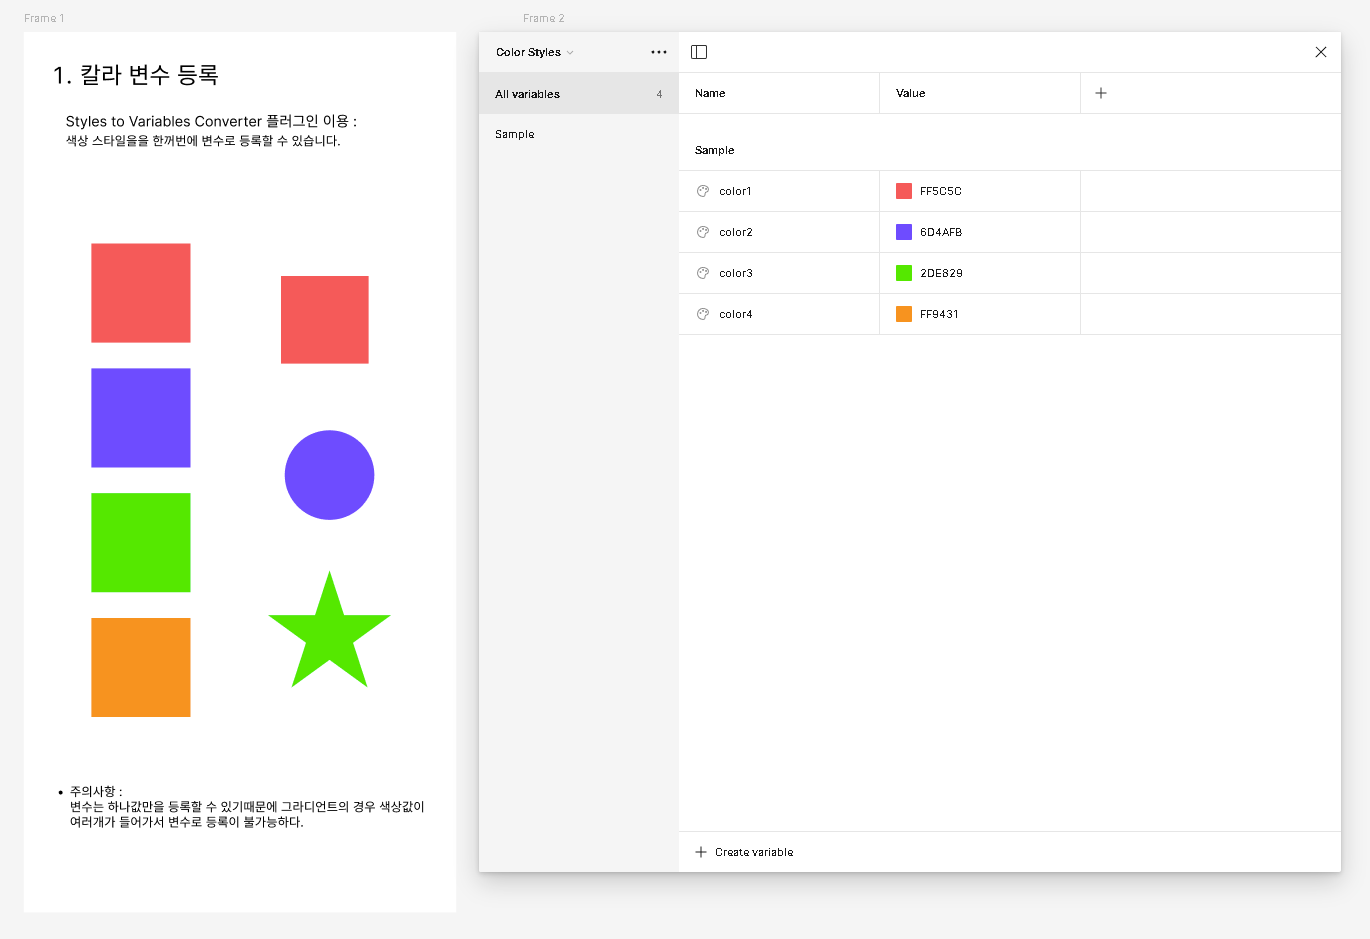 Frame 1
1. 칼라 변수 등록
Styles to Variables Converter 플러그인 이용 :
색상 스타일을을 한꺼번에 변수로 등록할 수 있습니다.
• 주의사항 :
변수는 하나값만을 등록할 수 있기때문에 그라디언트의 경우 색상값이
여러개가 들어가서 변수로 등록이 불가능하다.
Frame 2
Color Styles
All variables 4
Sample
Name Value
Sample
color1 FF5C5C
color2 6D4AFB
color3 2DE829
color4 FF9431
Create variable